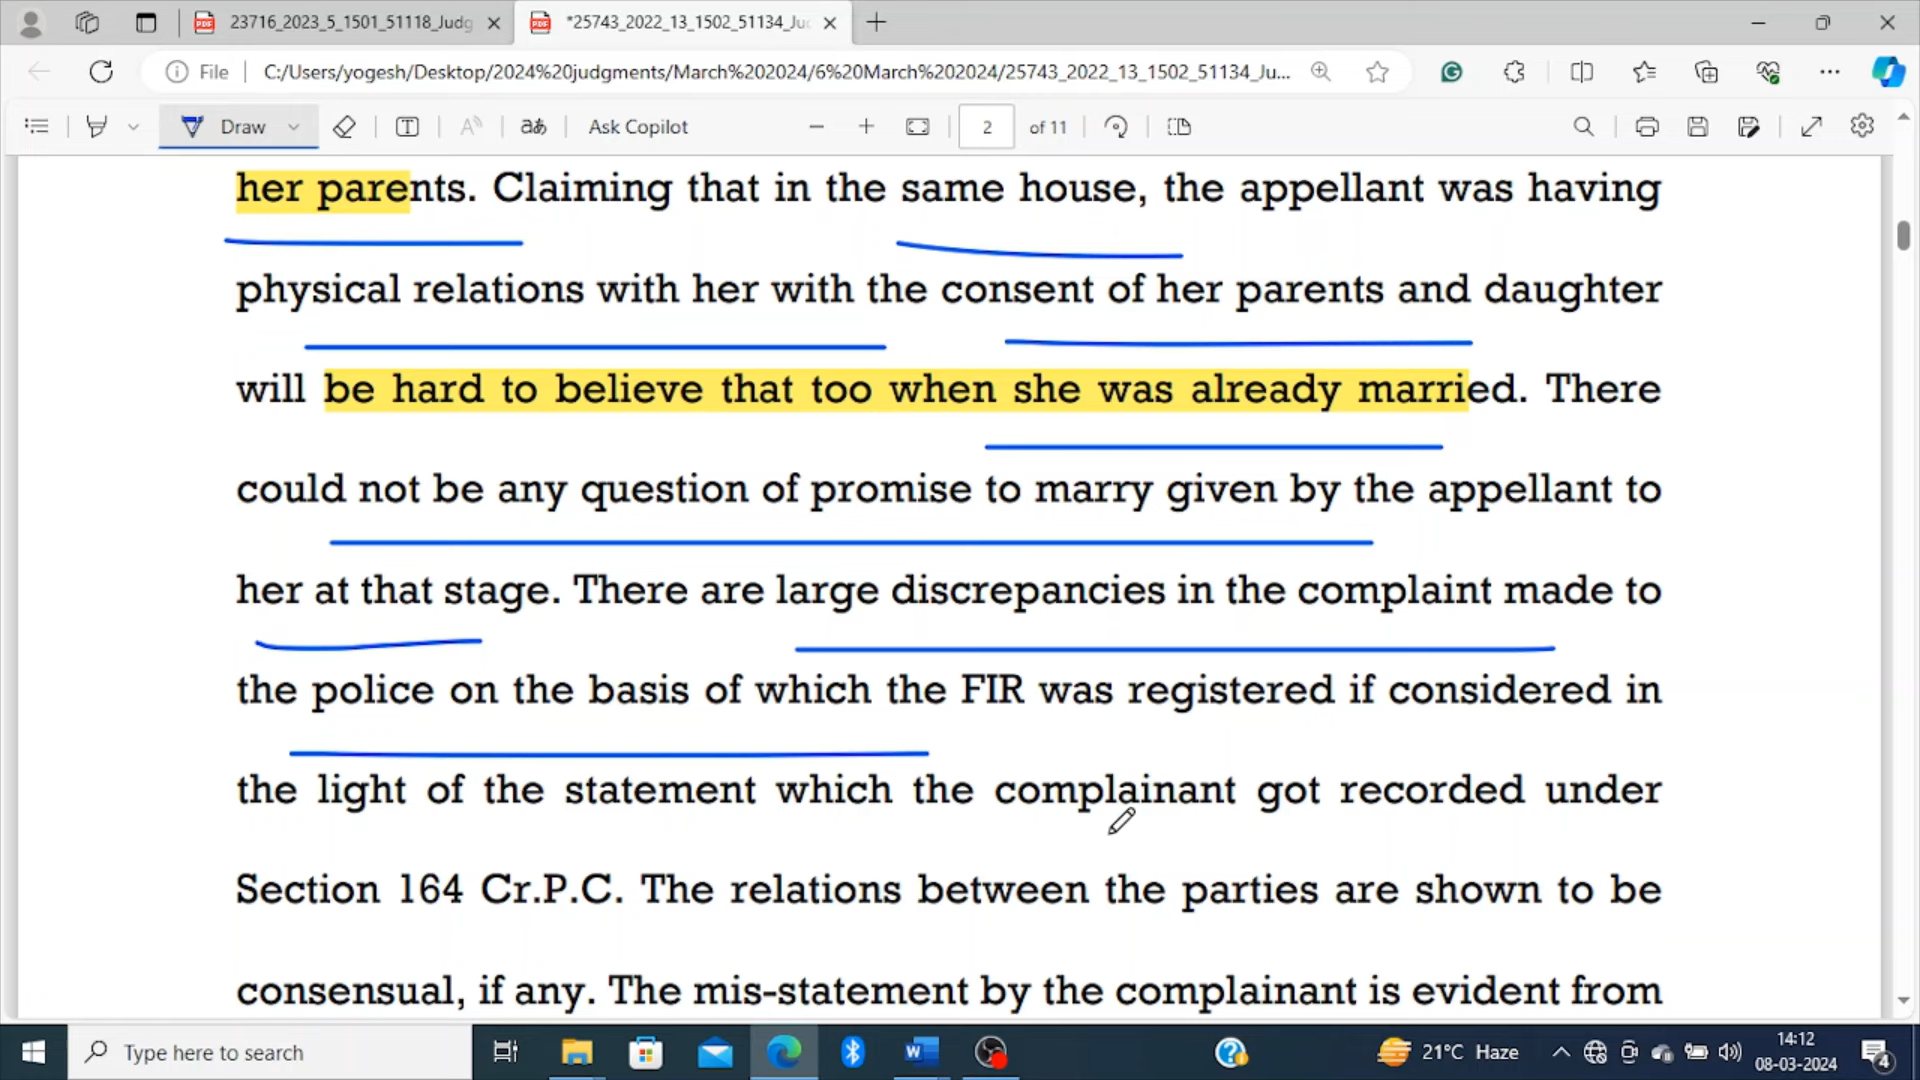 23716_2023_5_1501_51118_Judg
*25743_2022_13_1502_51134_Ju
File
C:/Users/yogesh/Desktop/2024%20judgments/March%202024/6%20March%202024/25743_2022_13_1502_51134_Ju...
Draw
Ask Copilot
2 of 11
her parents. Claiming that in the same house, the appellant was having
physical relations with her with the consent of her parents and daughter
will be hard to believe that too when she was already married. There
could not be any question of promise to marry given by the appellant to
her at that stage. There are large discrepancies in the complaint made to
the police on the basis of which the FIR was registered if considered in
the light of the statement which the complainant got recorded under
Section 164 Cr.P.C. The relations between the parties are shown to be
consensual, if any. The mis-statement by the complainant is evident from
Type here to search
21°C Haze
14:12
08-03-2024
4